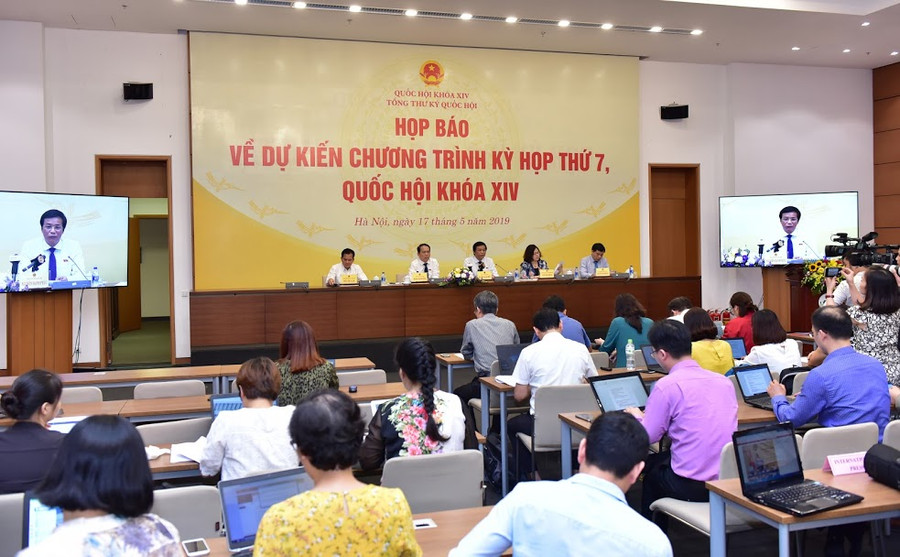 QUỐC HỘI KHÓA XIV
TỔNG THƯ KÝ QUỐC HỘI
HỌP BÁO
VỀ DỰ KIẾN CHƯƠNG TRÌNH KỲ HỌP THỨ 7,
QUỐC HỘI KHÓA XIV
Hà Nội, ngày 17 tháng 5 năm 2019